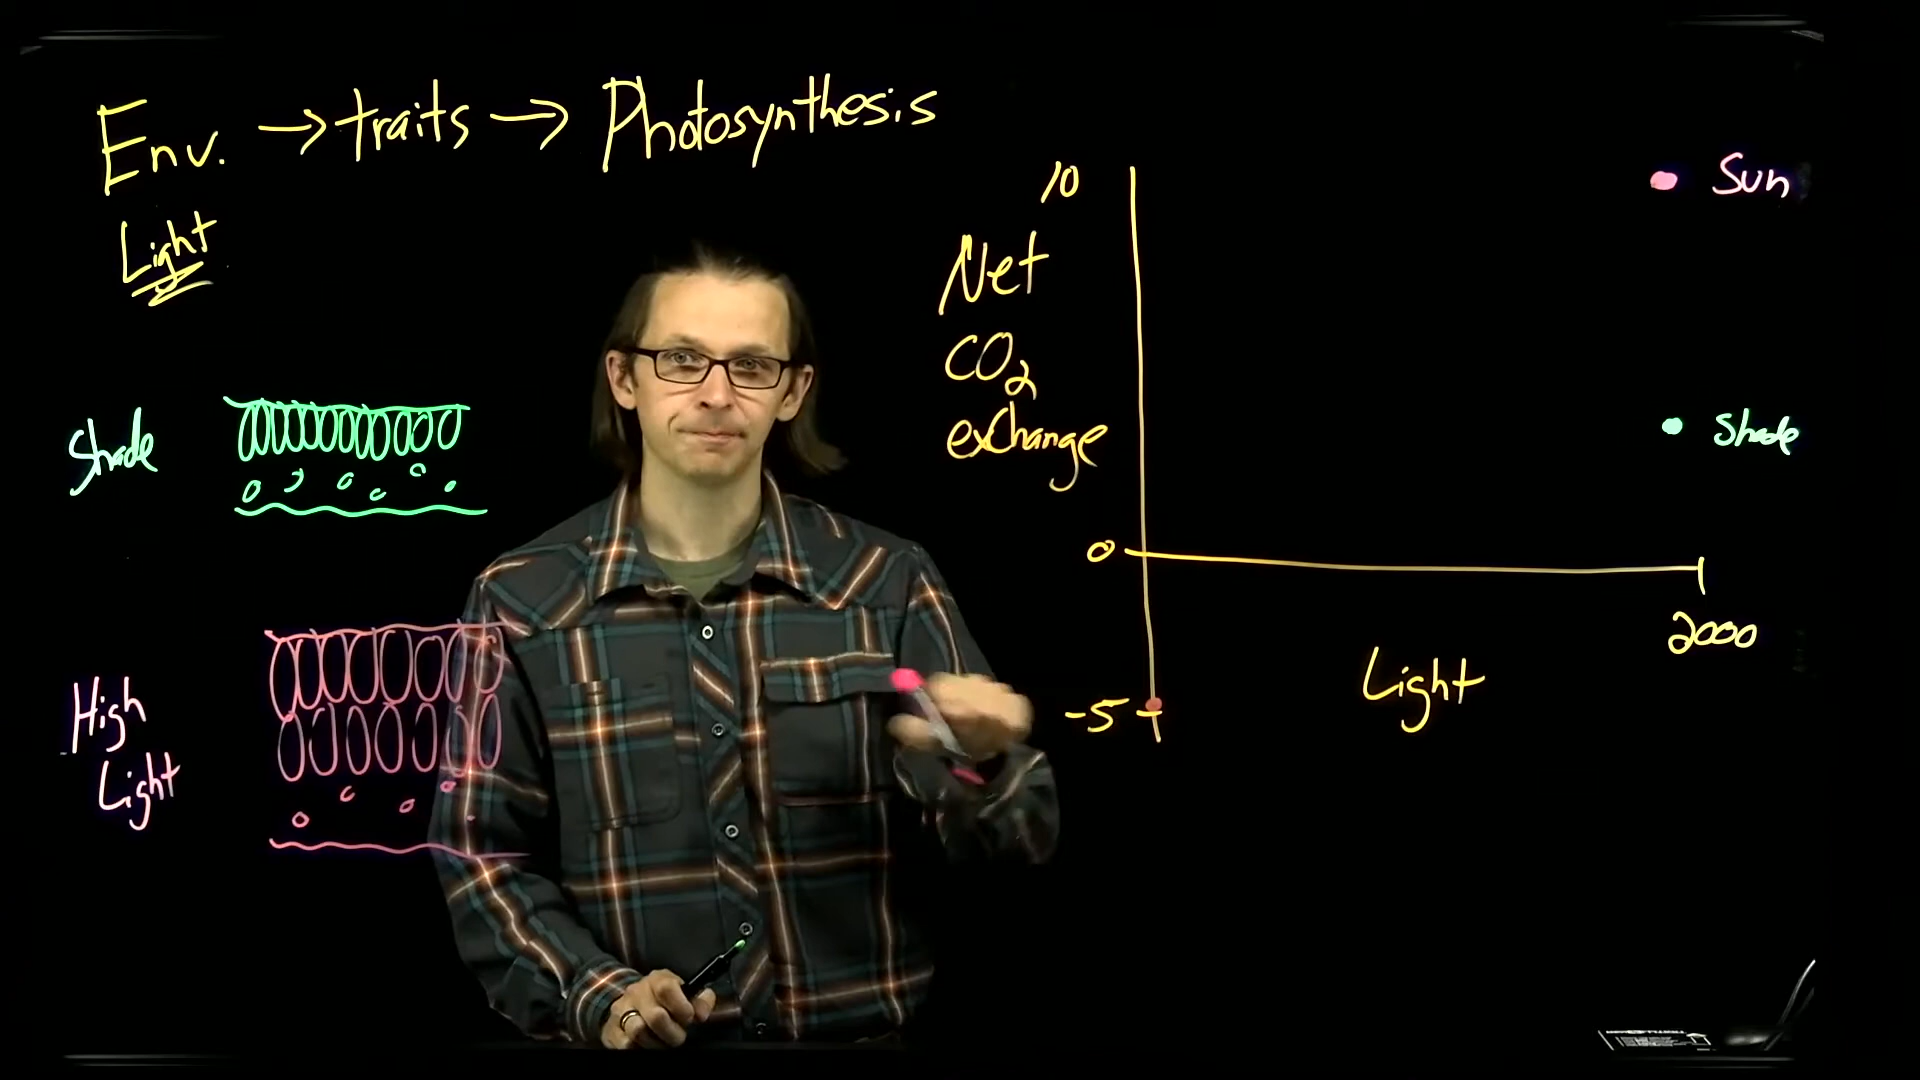 Env. → traits → Photosynthesis
Light
Shade
High
Light
10
Net
CO₂
exchange
0
-5
Light
2000
Sun
Shade